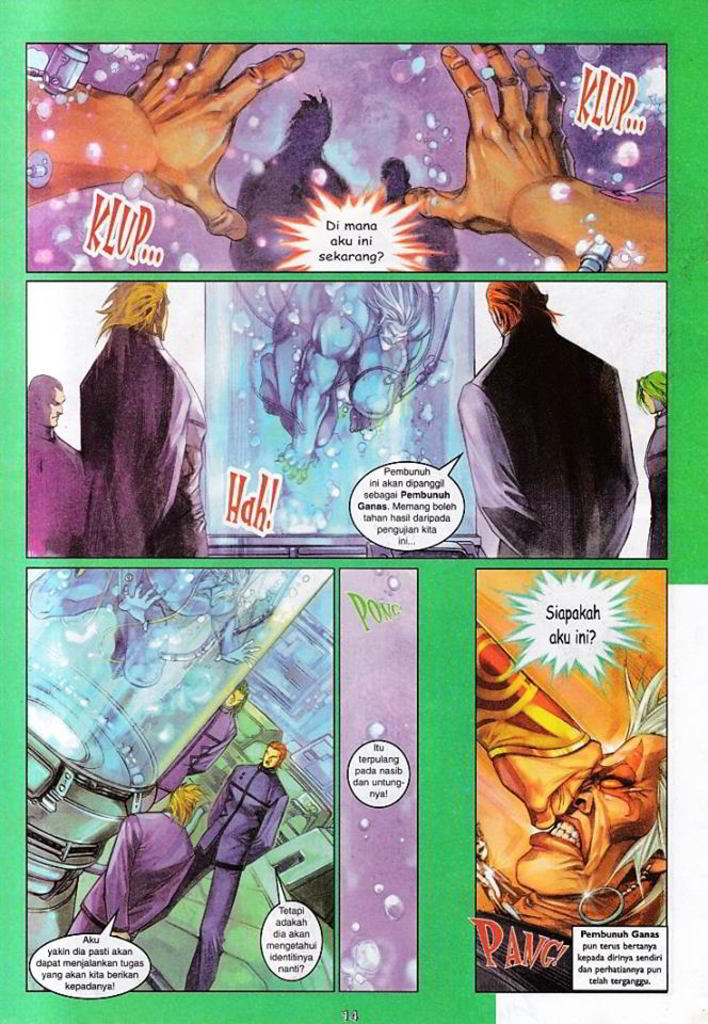 KLUP...
KLUP...
Di mana
aku ini
sekarang?
Hah!
Pembunuh
ini akan dipanggil
sebagai Pembunuh
Ganas. Memang boleh
tahan hasil daripada
pengujian kita
ini...
Aku
yakin dia pasti akan
dapat menjalankan tugas
yang akan kita berikan
kepadanya!
Tetapi
adakah
dia akan
mengetahui
identitinya
nanti?
PONG!
Itu
terpulang
pada nasib
dan untung-
nya!
Siapakah
aku ini?
PANG!
Pembunuh Ganas
pun terus bertanya
kepada dirinya sendiri
dan perhatiannya pun
telah terganggu.
14